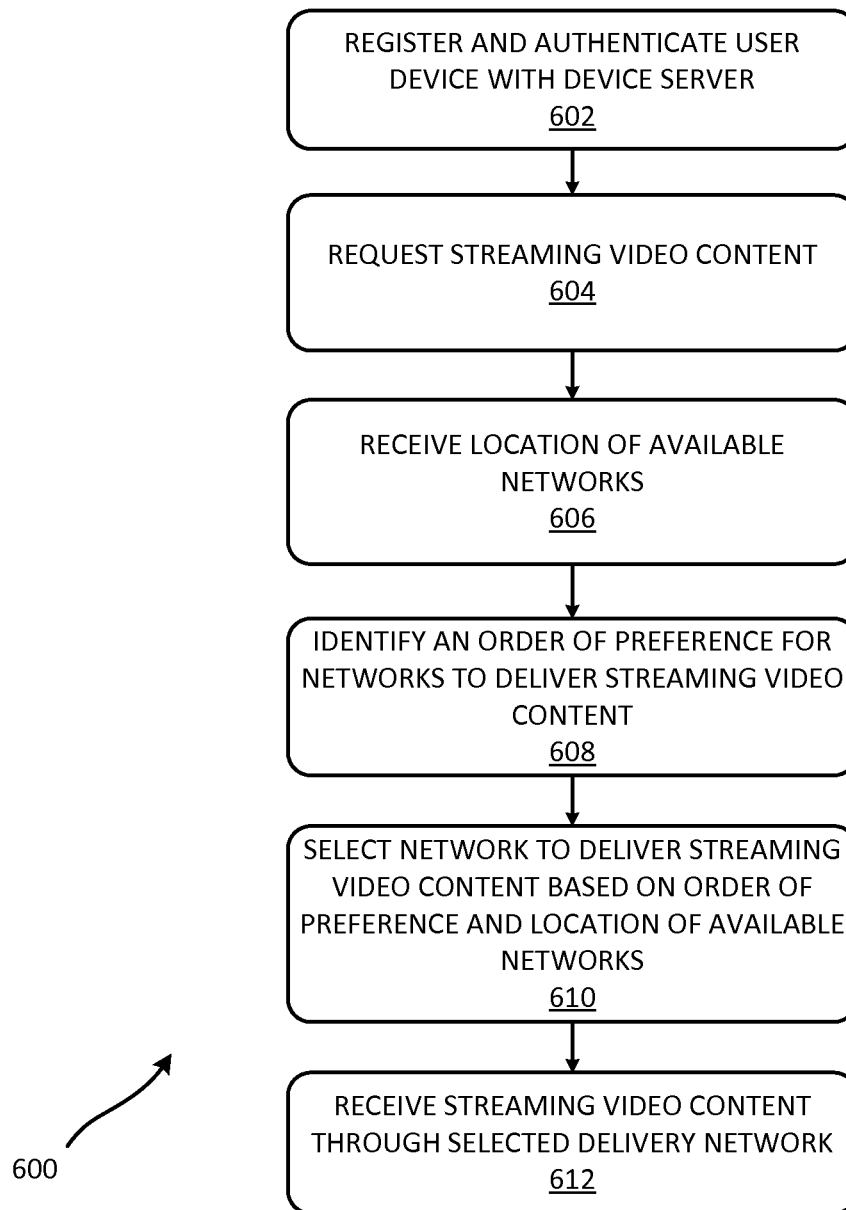 REGISTER AND AUTHENTICATE USER
DEVICE WITH DEVICE SERVER
602
REQUEST STREAMING VIDEO CONTENT
604
RECEIVE LOCATION OF AVAILABLE
NETWORKS
606
IDENTIFY AN ORDER OF PREFERENCE FOR
NETWORKS TO DELIVER STREAMING VIDEO
CONTENT
608
SELECT NETWORK TO DELIVER STREAMING
VIDEO CONTENT BASED ON ORDER OF
PREFERENCE AND LOCATION OF AVAILABLE
NETWORKS
610
RECEIVE STREAMING VIDEO CONTENT
THROUGH SELECTED DELIVERY NETWORK
612
600